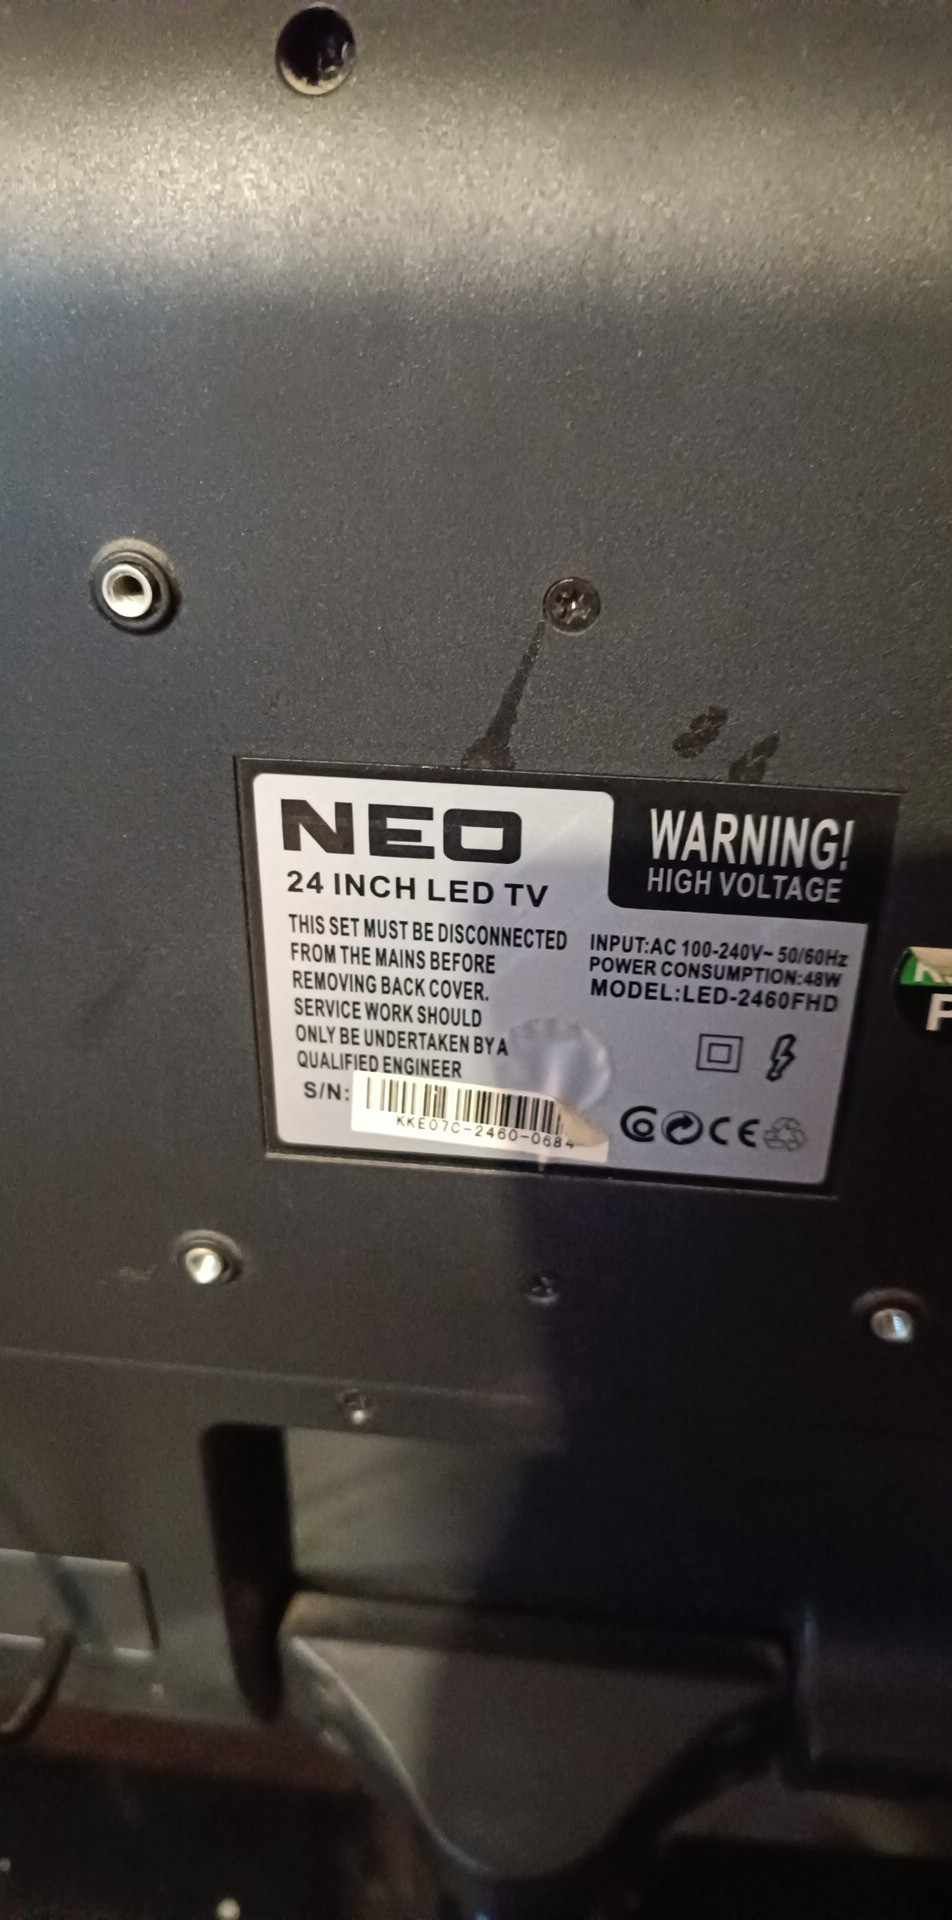 NEO
24 INCH LED TV
THIS SET MUST BE DISCONNECTED
FROM THE MAINS BEFORE
REMOVING BACK COVER.
SERVICE WORK SHOULD
ONLY BE UNDERTAKEN BY A
QUALIFIED ENGINEER
S/N:
KKE07C-2460-0684
WARNING!
HIGH VOLTAGE
INPUT:AC 100-240V~ 50/60Hz
POWER CONSUMPTION:48W
MODEL:LED-2460FHD
CE